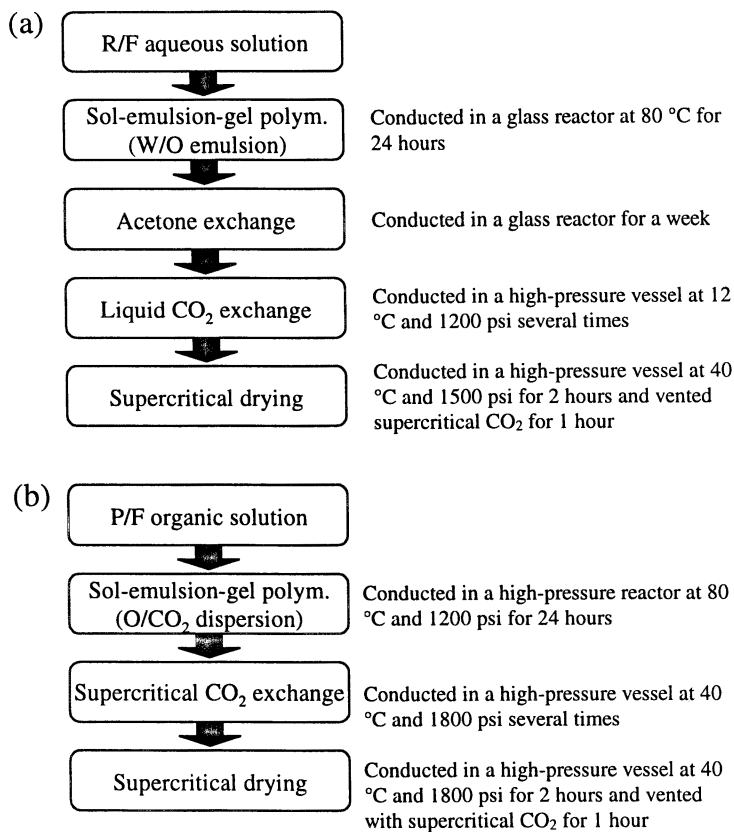 (a)
R/F aqueous solution
Sol-emulsion-gel polym.
(W/O emulsion)
Conducted in a glass reactor at 80 °C for
24 hours
Acetone exchange
Conducted in a glass reactor for a week
Liquid CO₂ exchange
Conducted in a high-pressure vessel at 12
°C and 1200 psi several times
Supercritical drying
Conducted in a high-pressure vessel at 40
°C and 1500 psi for 2 hours and vented
supercritical CO₂ for 1 hour
(b)
P/F organic solution
Sol-emulsion-gel polym.
(O/CO₂ dispersion)
Conducted in a high-pressure reactor at 80
°C and 1200 psi for 24 hours
Supercritical CO₂ exchange
Conducted in a high-pressure vessel at 40
°C and 1800 psi several times
Supercritical drying
Conducted in a high-pressure vessel at 40
°C and 1800 psi for 2 hours and vented
with supercritical CO₂ for 1 hour